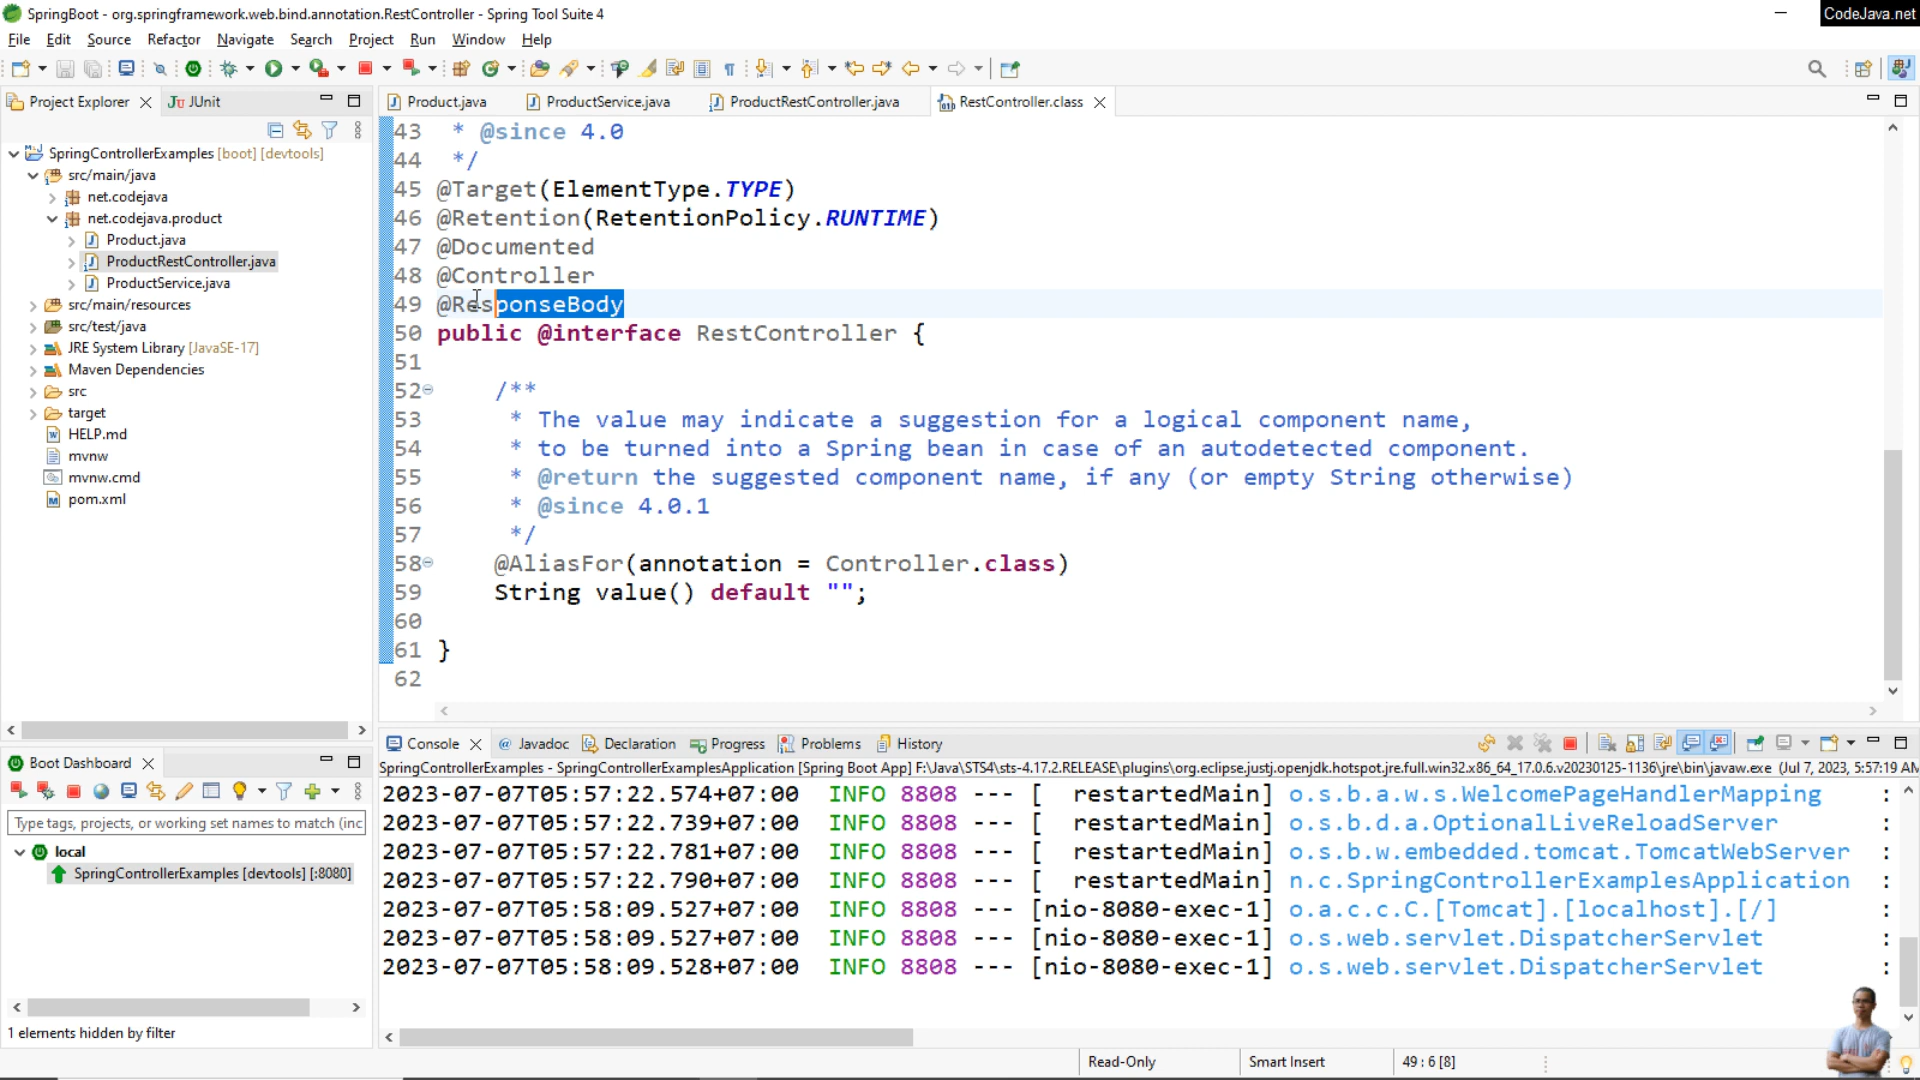 SpringBoot - org.springframework.web.bind.annotation.RestController - Spring Tool Suite 4
CodeJava.net
File Edit Source Refactor Navigate Search Project Run Window Help
Project Explorer JUnit
Product.java ProductService.java ProductRestController.java RestController.class
SpringControllerExamples [boot] [devtools]
src/main/java
net.codejava
net.codejava.product
Product.java
ProductRestController.java
ProductService.java
src/main/resources
src/test/java
JRE System Library [JavaSE-17]
Maven Dependencies
src
target
HELP.md
mvnw
mvnw.cmd
pom.xml
43 * @since 4.0
44 */
45 @Target(ElementType.TYPE)
46 @Retention(RetentionPolicy.RUNTIME)
47 @Documented
48 @Controller
49 @ResponseBody
50 public @interface RestController {
51
52 /**
53 * The value may indicate a suggestion for a logical component name,
54 * to be turned into a Spring bean in case of an autodetected component.
55 * @return the suggested component name, if any (or empty String otherwise)
56 * @since 4.0.1
57 */
58 @AliasFor(annotation = Controller.class)
59 String value() default "";
60
61 }
62
Boot Dashboard
Type tags, projects, or working set names to match (inc
local
SpringControllerExamples [devtools] [:8080]
1 elements hidden by filter
Console Javadoc Declaration Progress Problems History
SpringControllerExamples - SpringControllerExamplesApplication [Spring Boot App] F:\Java\STS4\sts-4.17.2.RELEASE\plugins\org.eclipse.justj.openjdk.hotspot.jre.full.win32.x86_64_17.0.6.v20230125-1136\jre\bin\javaw.exe (Jul 7, 2023, 5:57:19 AM
2023-07-07T05:57:22.574+07:00 INFO 8808 --- [ restartedMain] o.s.b.a.w.s.WelcomePageHandlerMapping :
2023-07-07T05:57:22.739+07:00 INFO 8808 --- [ restartedMain] o.s.b.d.a.OptionalLiveReloadServer :
2023-07-07T05:57:22.781+07:00 INFO 8808 --- [ restartedMain] o.s.b.w.embedded.tomcat.TomcatWebServer :
2023-07-07T05:57:22.790+07:00 INFO 8808 --- [ restartedMain] n.c.SpringControllerExamplesApplication :
2023-07-07T05:58:09.527+07:00 INFO 8808 --- [nio-8080-exec-1] o.a.c.c.C.[Tomcat].[localhost].[/] :
2023-07-07T05:58:09.527+07:00 INFO 8808 --- [nio-8080-exec-1] o.s.web.servlet.DispatcherServlet :
2023-07-07T05:58:09.528+07:00 INFO 8808 --- [nio-8080-exec-1] o.s.web.servlet.DispatcherServlet :
Read-Only Smart Insert 49 : 6 [8]